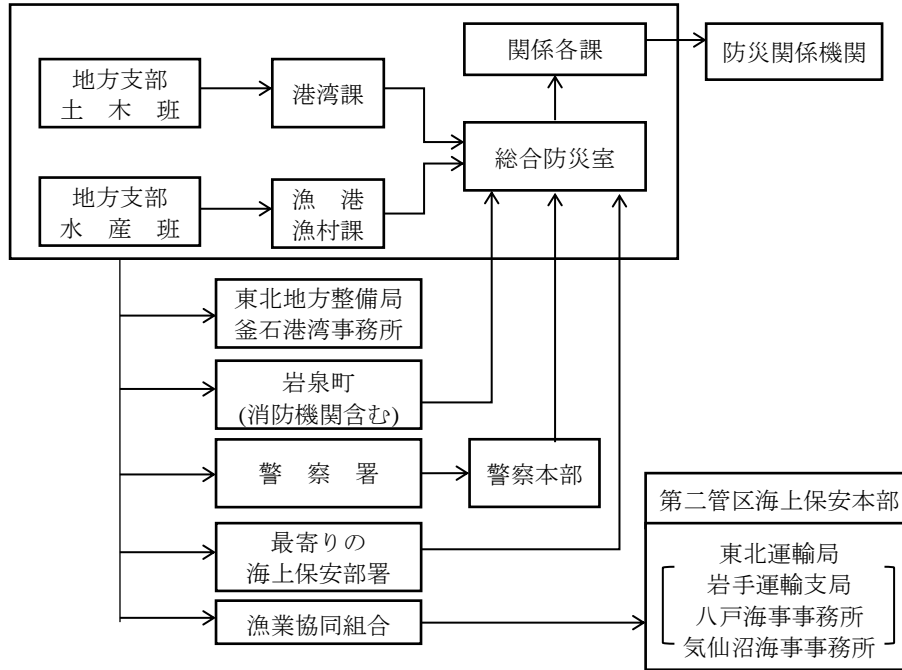 関係各課
防災関係機関
地方支部
土　木　班
港湾課
総合防災室
地方支部
水　産　班
漁　港
漁村課
東北地方整備局
釜石港湾事務所
岩泉町
(消防機関含む)
警　察　署
警察本部
第二管区海上保安本部
最寄りの
海上保安部署
東北運輸局
岩手運輸支局
八戸海事事務所
気仙沼海事事務所
漁業協同組合